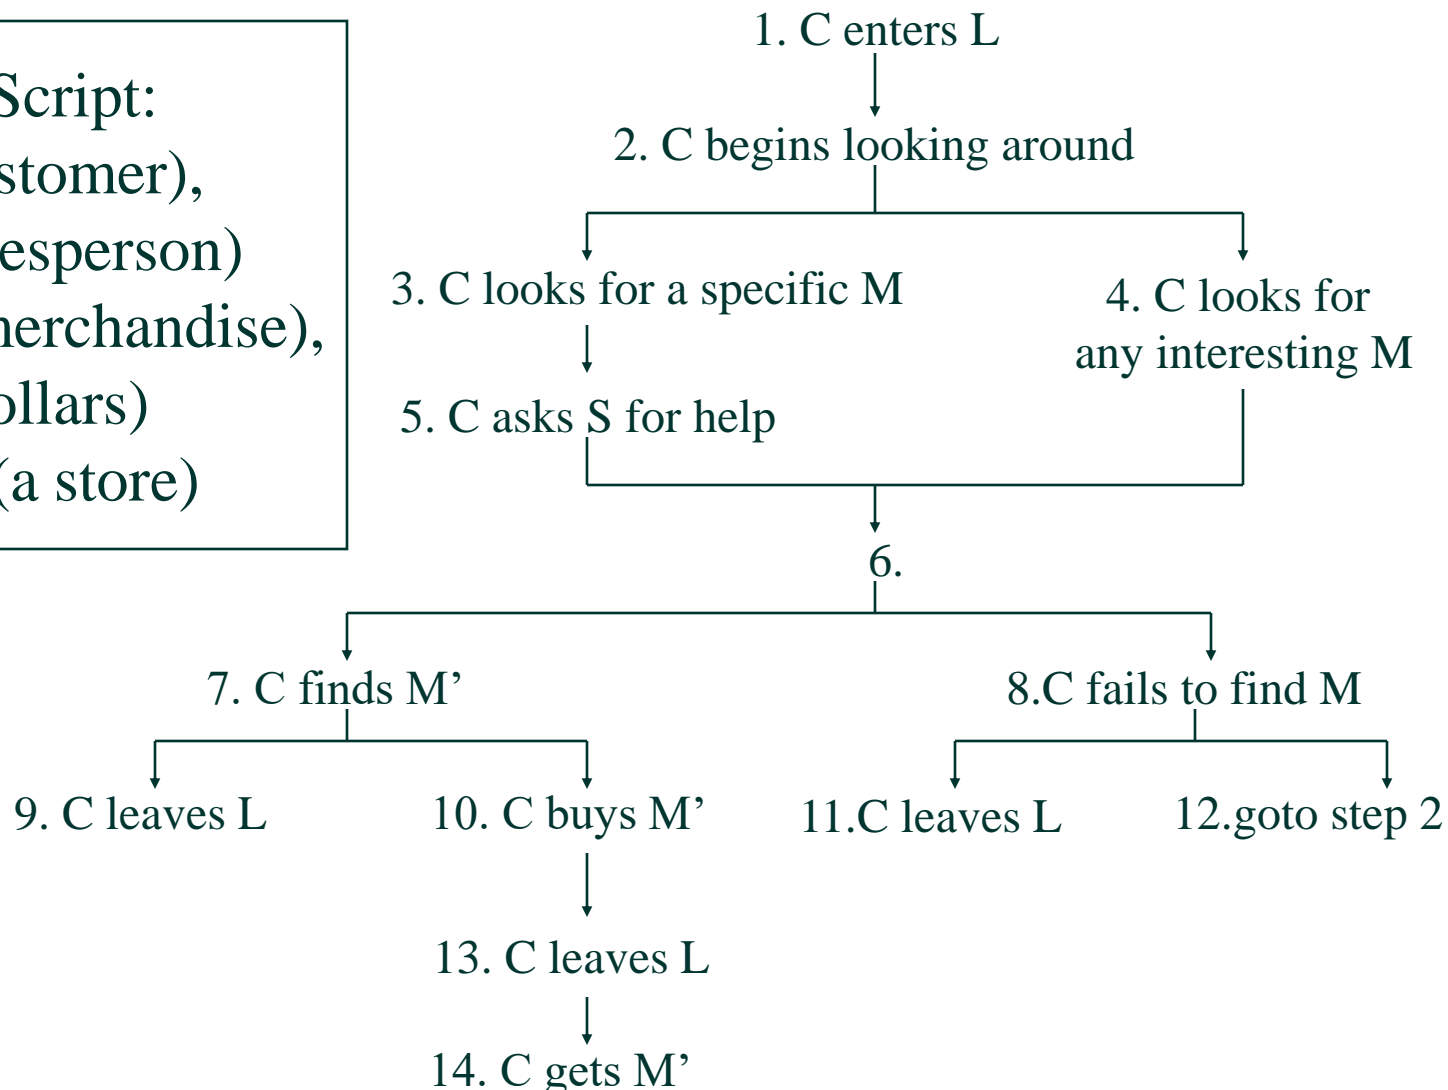 Script:
stomer),
esperson)
nerchandise),
ollars)
(a store)
1. C enters L
2. C begins looking around
3. C looks for a specific M
4. C looks for
any interesting M
5. C asks S for help
6.
7. C finds M’
8.C fails to find M
9. C leaves L
10. C buys M’
11.C leaves L
12.goto step 2
13. C leaves L
14. C gets M’